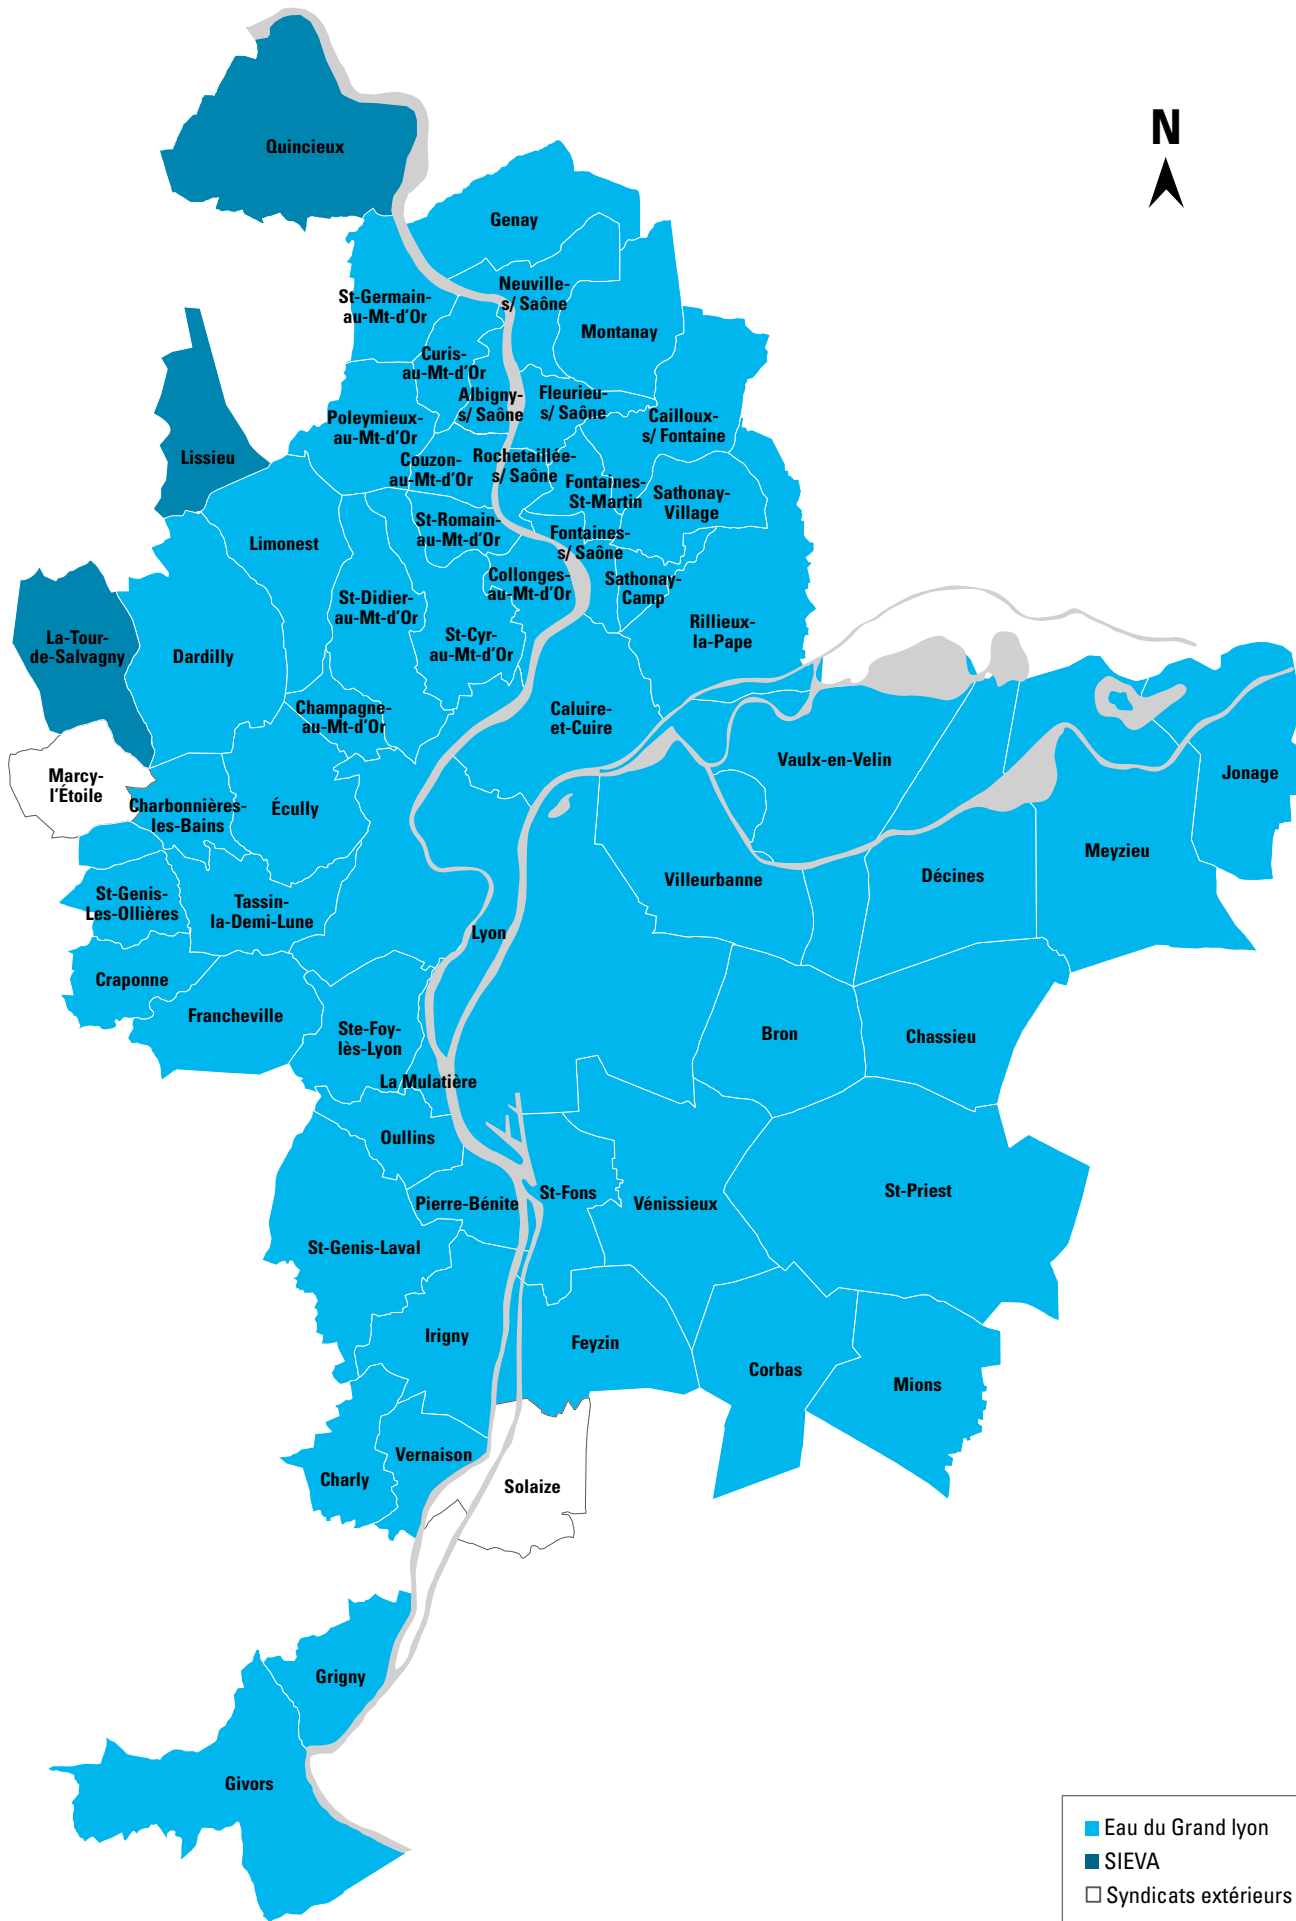 N
Quincieux
Genay
Neuville-
s/ Saône
St-Germain-
au-Mt-d'Or
Montanay
Curis-
au-Mt-d'Or
Albigny-
s/ Saône
Fleurieu-
s/ Saône
Poleymieux-
au-Mt-d'Or
Cailloux-
s/ Fontaine
Lissieu
Couzon-
au-Mt-d'Or
Rochetaillée-
s/ Saône
Fontaines-
St-Martin
Sathonay-
Village
Limonest
St-Romain-
au-Mt-d'Or
Fontaines-
s/ Saône
Collonges-
au-Mt-d'Or
Sathonay-
Camp
St-Didier-
au-Mt-d'Or
Rillieux-
la-Pape
La-Tour-
de-Salvagny
Dardilly
St-Cyr-
au-Mt-d'Or
Champagne-
au-Mt-d'Or
Caluire-
et-Cuire
Vaulx-en-Velin
Jonage
Marcy-
l'Étoile
Charbonnières-
les-Bains
Écully
Meyzieu
Villeurbanne
Décines
St-Genis-
Les-Ollières
Tassin-
la-Demi-Lune
Lyon
Craponne
Francheville
Ste-Foy-
lès-Lyon
Bron
Chassieu
La Mulatière
Oullins
Pierre-Bénite
St-Fons
Vénissieux
St-Priest
St-Genis-Laval
Irigny
Feyzin
Corbas
Mions
Vernaison
Charly
Solaize
Grigny
Givors
Eau du Grand lyon
SIEVA
Syndicats extérieurs